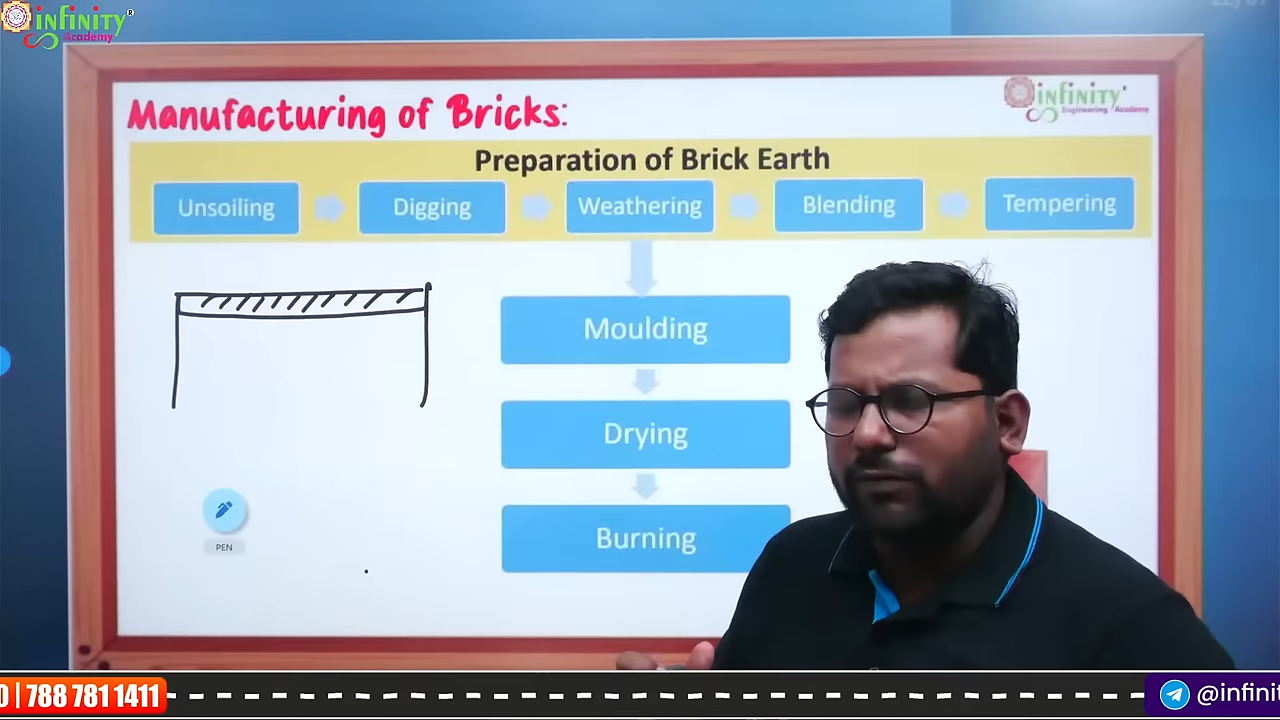 infinity®
Academy
Manufacturing of Bricks:
infinity
Engineering Academy
Preparation of Brick Earth
Unsoiling
Digging
Weathering
Blending
Tempering
Moulding
Drying
Burning
PEN
0 | 788 781 1411
@infinit